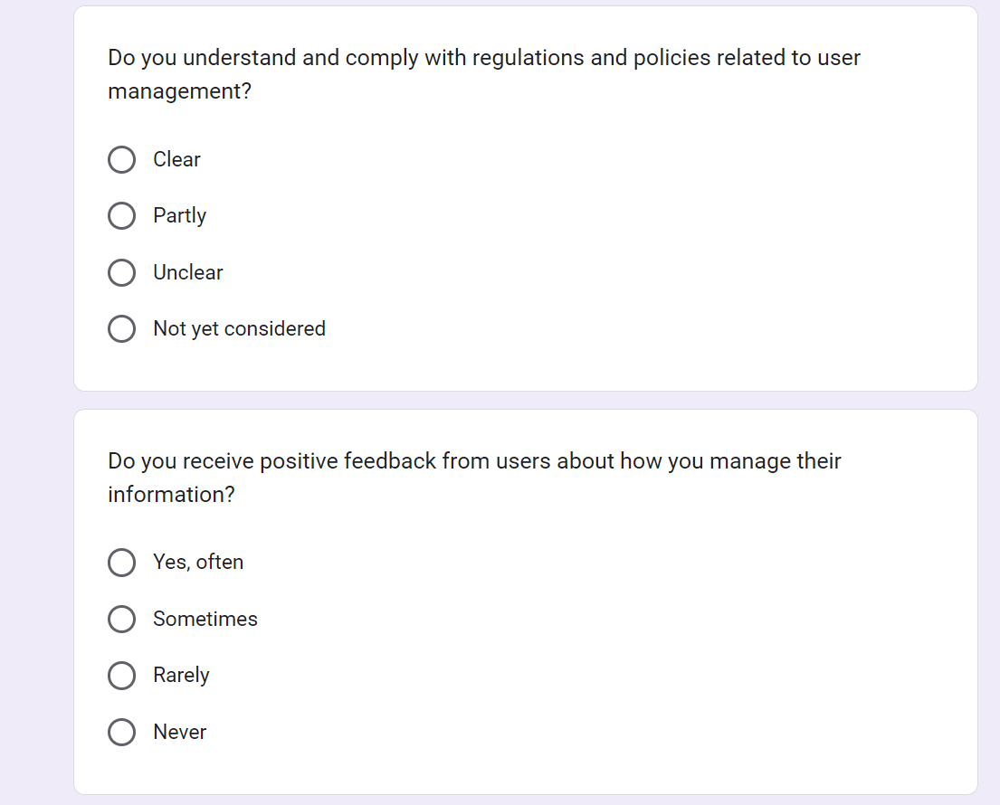 Do you understand and comply with regulations and policies related to user
management?
Clear
Partly
Unclear
Not yet considered
Do you receive positive feedback from users about how you manage their
information?
Yes, often
Sometimes
Rarely
Never